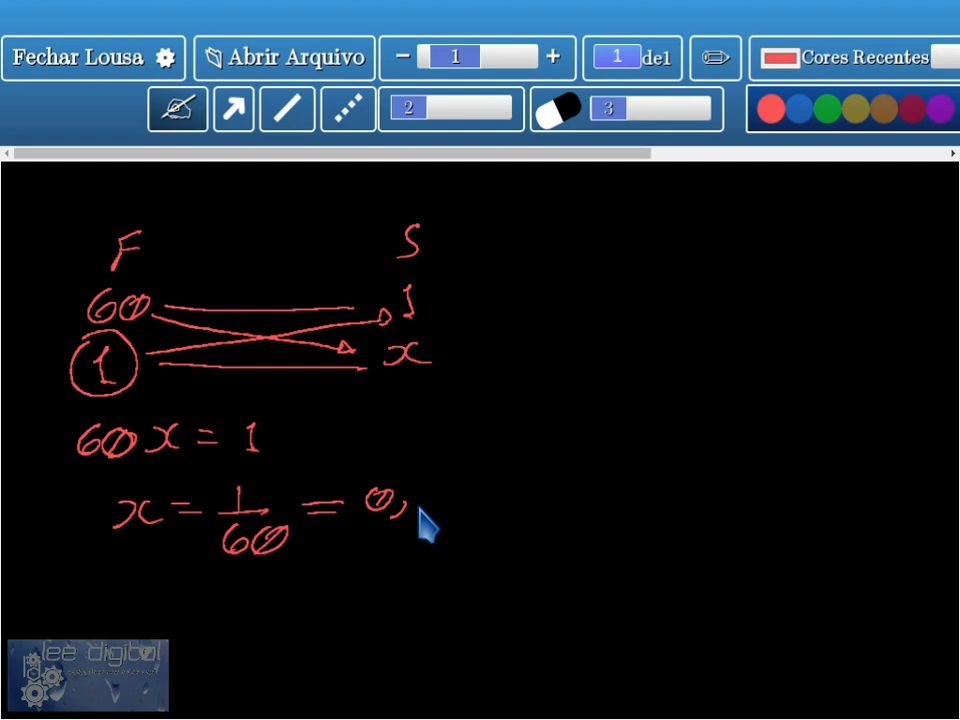 Fechar Lousa Abrir Arquivo − 1 + 1 de1 Cores Recentes
2 3
F S
60 1
1 x
60x = 1
x = 1/60 = 0,
lee digital